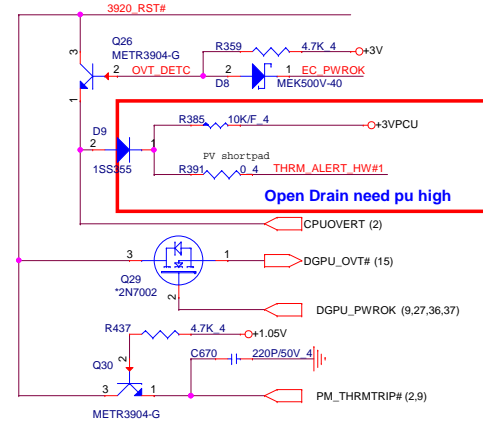 3920_RST#
Q26
METR3904-G
3
2
1
OVT_DETC
R359
4.7K_4
+3V
2
1
EC_PWROK
D8
MEK500V-40
D9
2
1
1SS355
R385
10K/F_4
+3VPCU
PV shortpad
R391
0_4
THRM_ALERT_HW#1
Open Drain need pu high
CPUOVERT (2)
3
1
DGPU_OVT# (15)
Q29
*2N7002
2
DGPU_PWROK (9,27,36,37)
R437
4.7K_4
+1.05V
Q30
2
C670
220P/50V_4
3
1
PM_THRMTRIP# (2,9)
METR3904-G